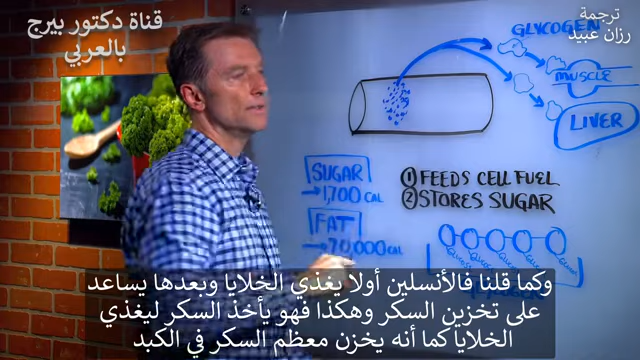 قناة دكتور بيرج
بالعربي
ترجمة
رزان عبيد
GLYCOGEN
MUSCLE
LIVER
SUGAR
→1,700 CAL
FAT
→70,000 CAL
① FEEDS CELL FUEL
② STORES SUGAR
وكما قلنا فالأنسلين أولا يغذي الخلايا وبعدها يساعد
على تخزين السكر وهكذا فهو يأخذ السكر ليغذي
الخلايا كما أنه يخزن معظم السكر في الكبد